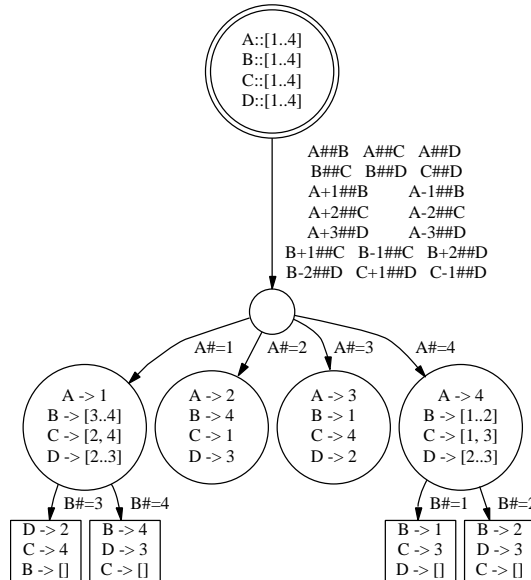 A::[1..4]
B::[1..4]
C::[1..4]
D::[1..4]
A##B A##C A##D
B##C B##D C##D
A+1##B A-1##B
A+2##C A-2##C
A+3##D A-3##D
B+1##C B-1##C B+2##D
B-2##D C+1##D C-1##D
A#=1 A#=2 A#=3 A#=4
A -> 1
B -> [3..4]
C -> [2, 4]
D -> [2..3]
A -> 2
B -> 4
C -> 1
D -> 3
A -> 3
B -> 1
C -> 4
D -> 2
A -> 4
B -> [1..2]
C -> [1, 3]
D -> [2..3]
B#=3 B#=4 B#=1 B#=2
D -> 2
C -> 4
B -> []
B -> 4
D -> 3
C -> []
B -> 1
C -> 3
D -> []
B -> 2
D -> 3
C -> []